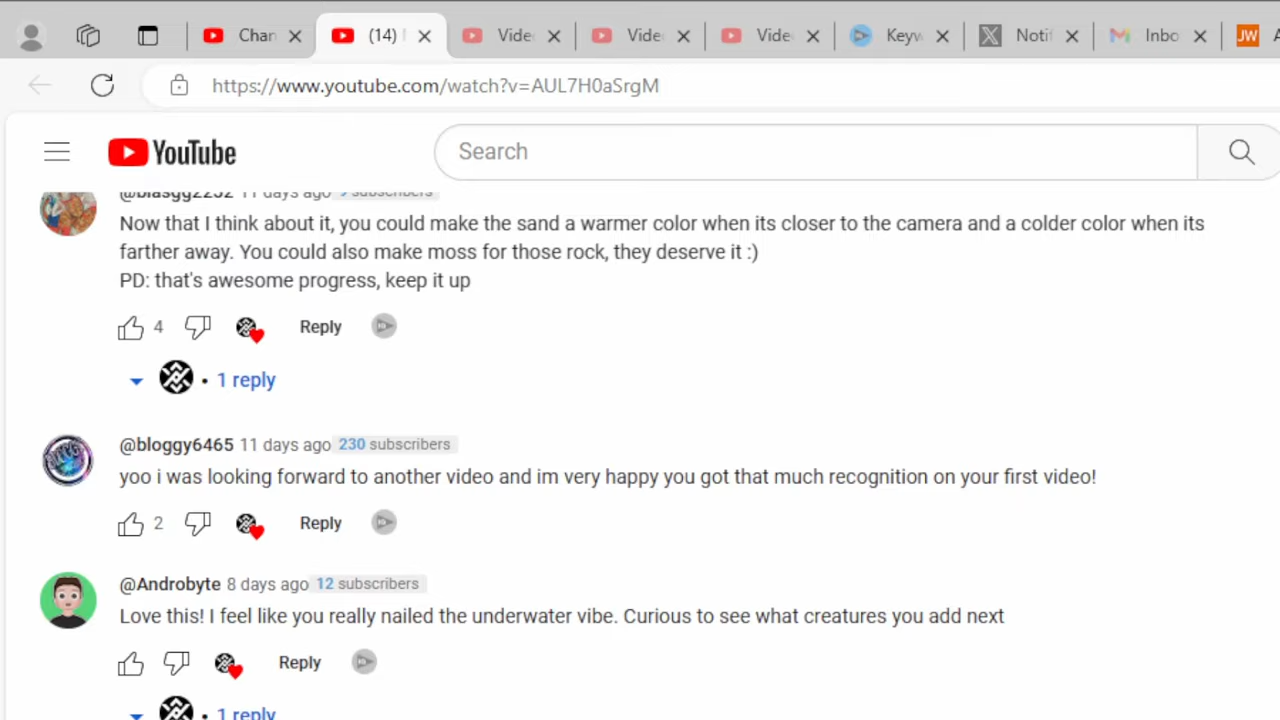 Chan
(14)
Vide
Vide
Vide
Keyw
Notif
Inbo
JW
https://www.youtube.com/watch?v=AUL7H0aSrgM
YouTube
Search
11 days ago subscribers
Now that I think about it, you could make the sand a warmer color when its closer to the camera and a colder color when its
farther away. You could also make moss for those rock, they deserve it :)
PD: that's awesome progress, keep it up
4 Reply
• 1 reply
@bloggy6465 11 days ago 230 subscribers
yoo i was looking forward to another video and im very happy you got that much recognition on your first video!
2 Reply
@Androbyte 8 days ago 12 subscribers
Love this! I feel like you really nailed the underwater vibe. Curious to see what creatures you add next
Reply
• 1 reply